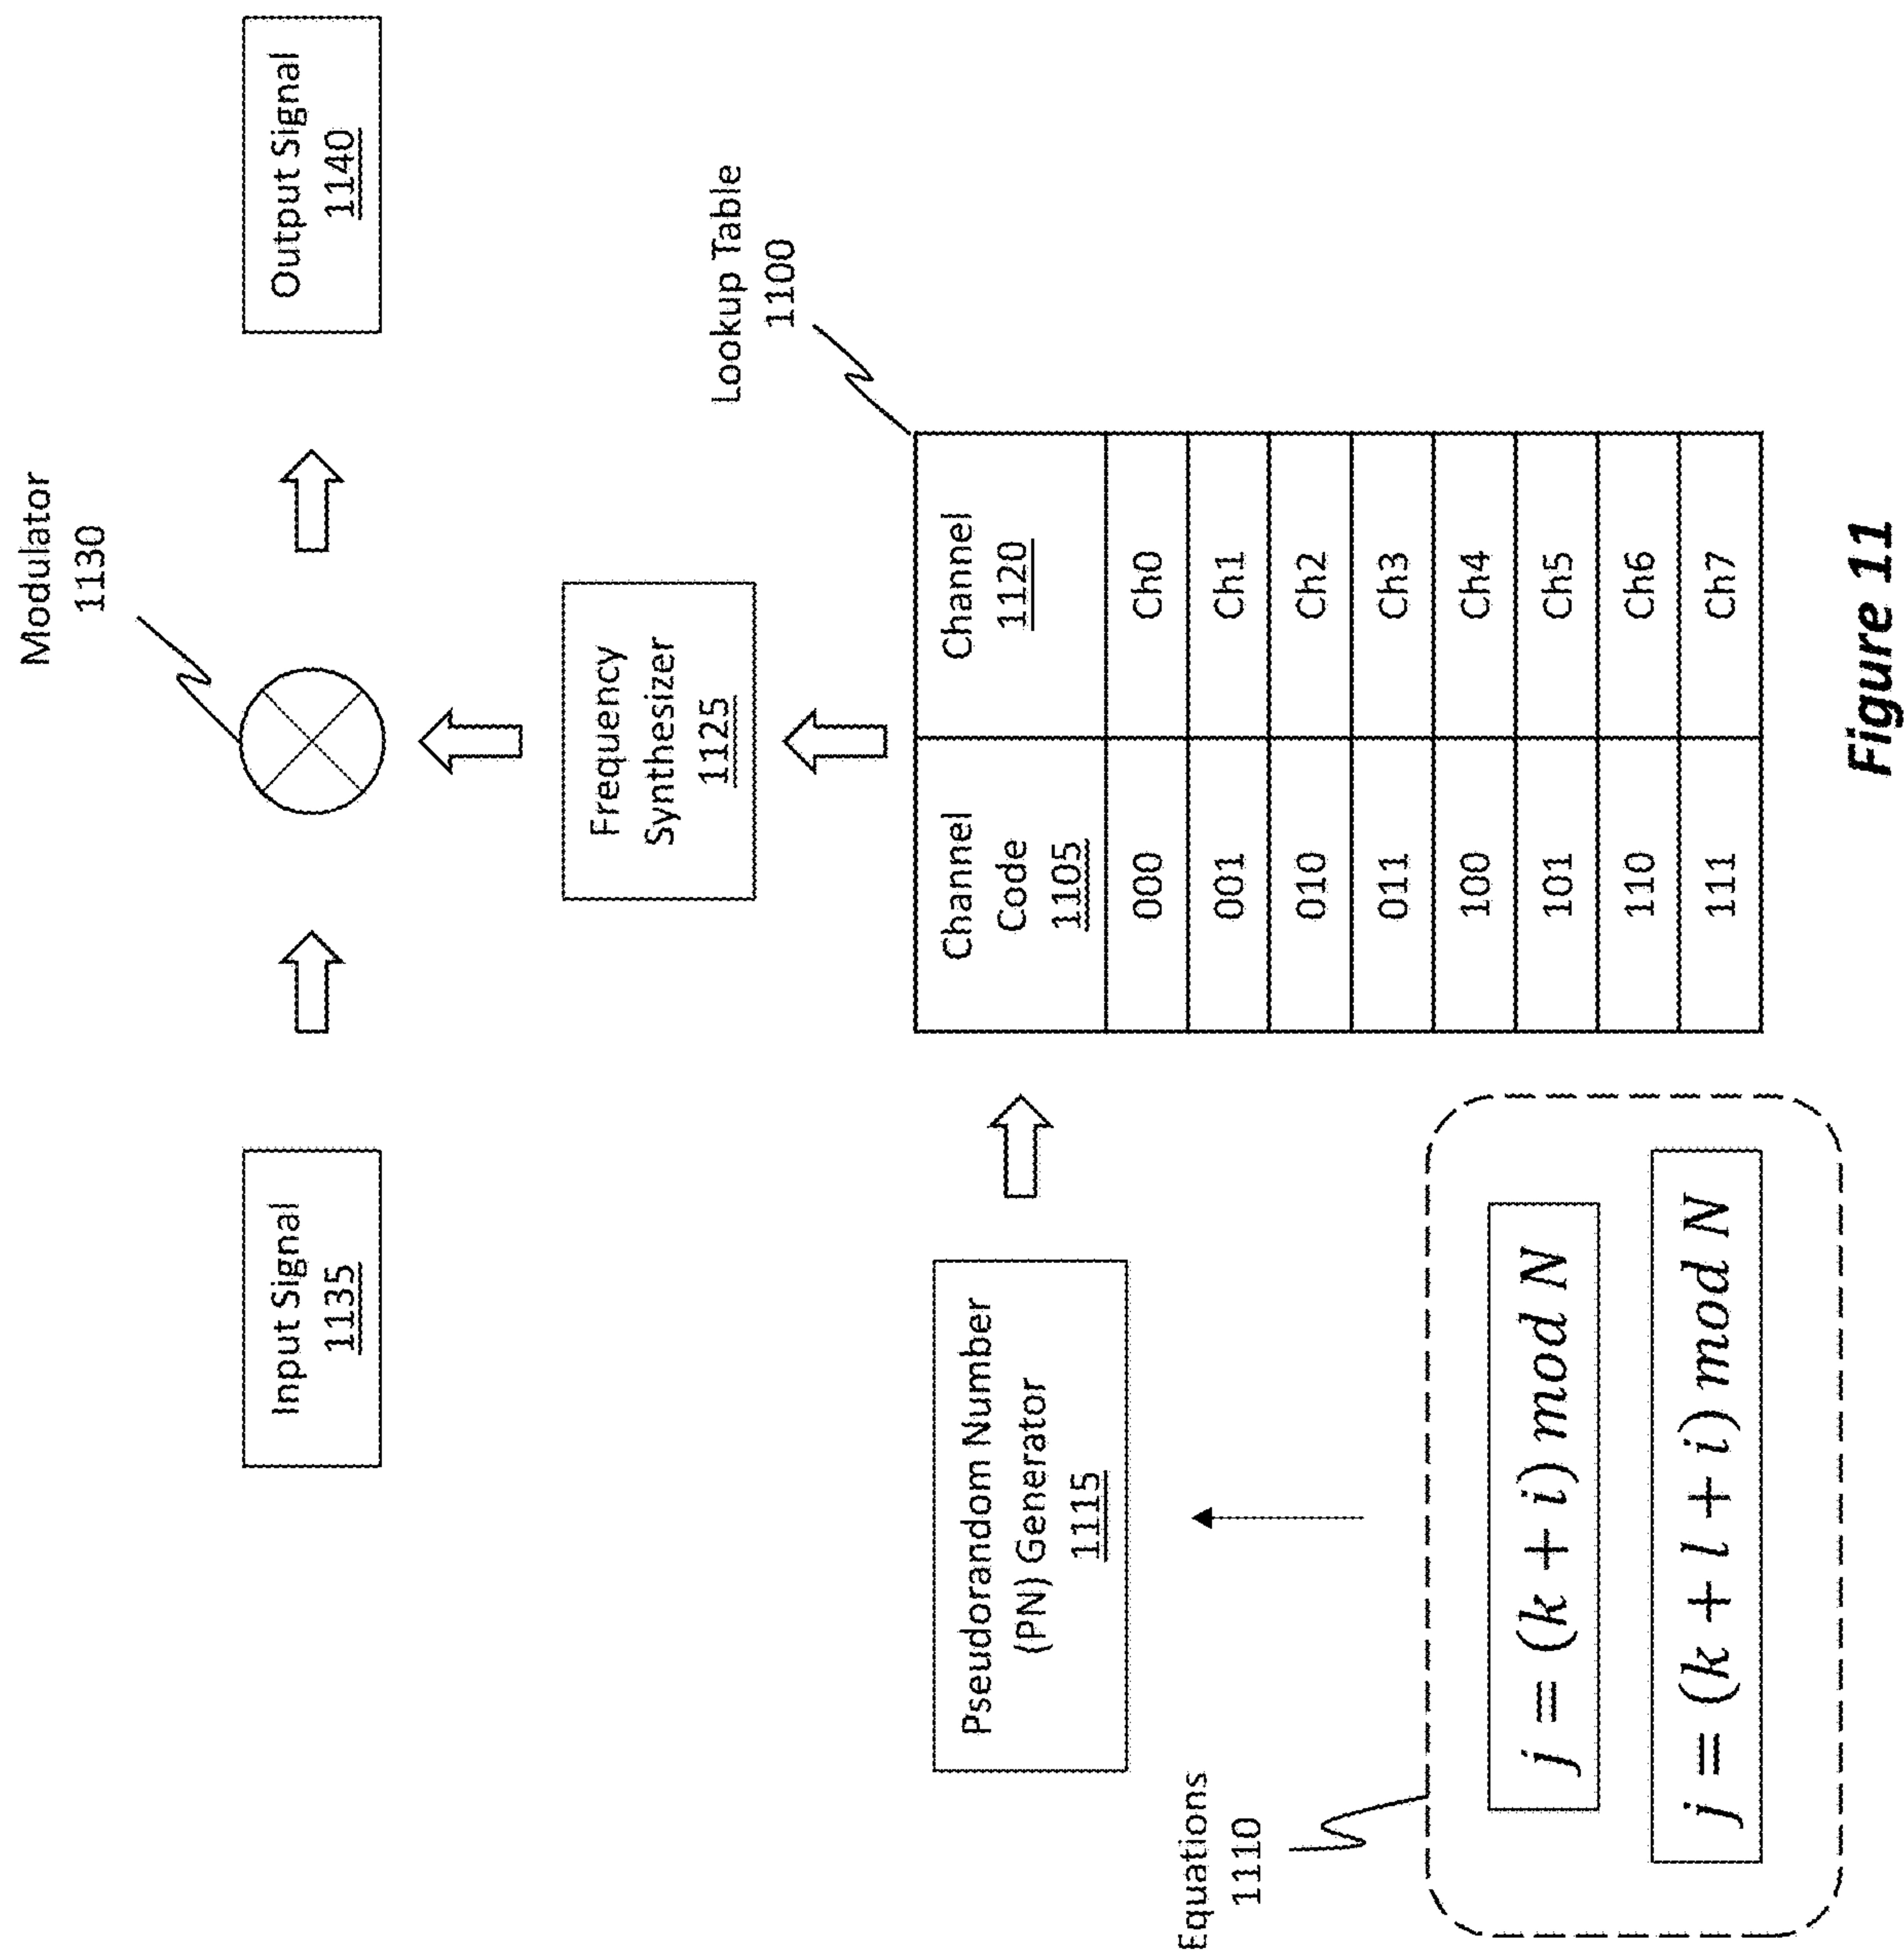 Modulator
1130
Input Signal
1135
Output Signal
1140
Frequency
Synthesizer
1125
Lookup Table
1100
Pseudorandon Number
(PN) Generator
1115
Channel
Code
1105
Channel
1120
000 Ch0
001 Ch1
010 Ch2
011 Ch3
100 Ch4
101 Ch5
110 Ch6
111 Ch7
Equations
1110
j = (k + i) mod N
j = (k + l + i) mod N
Figure 11